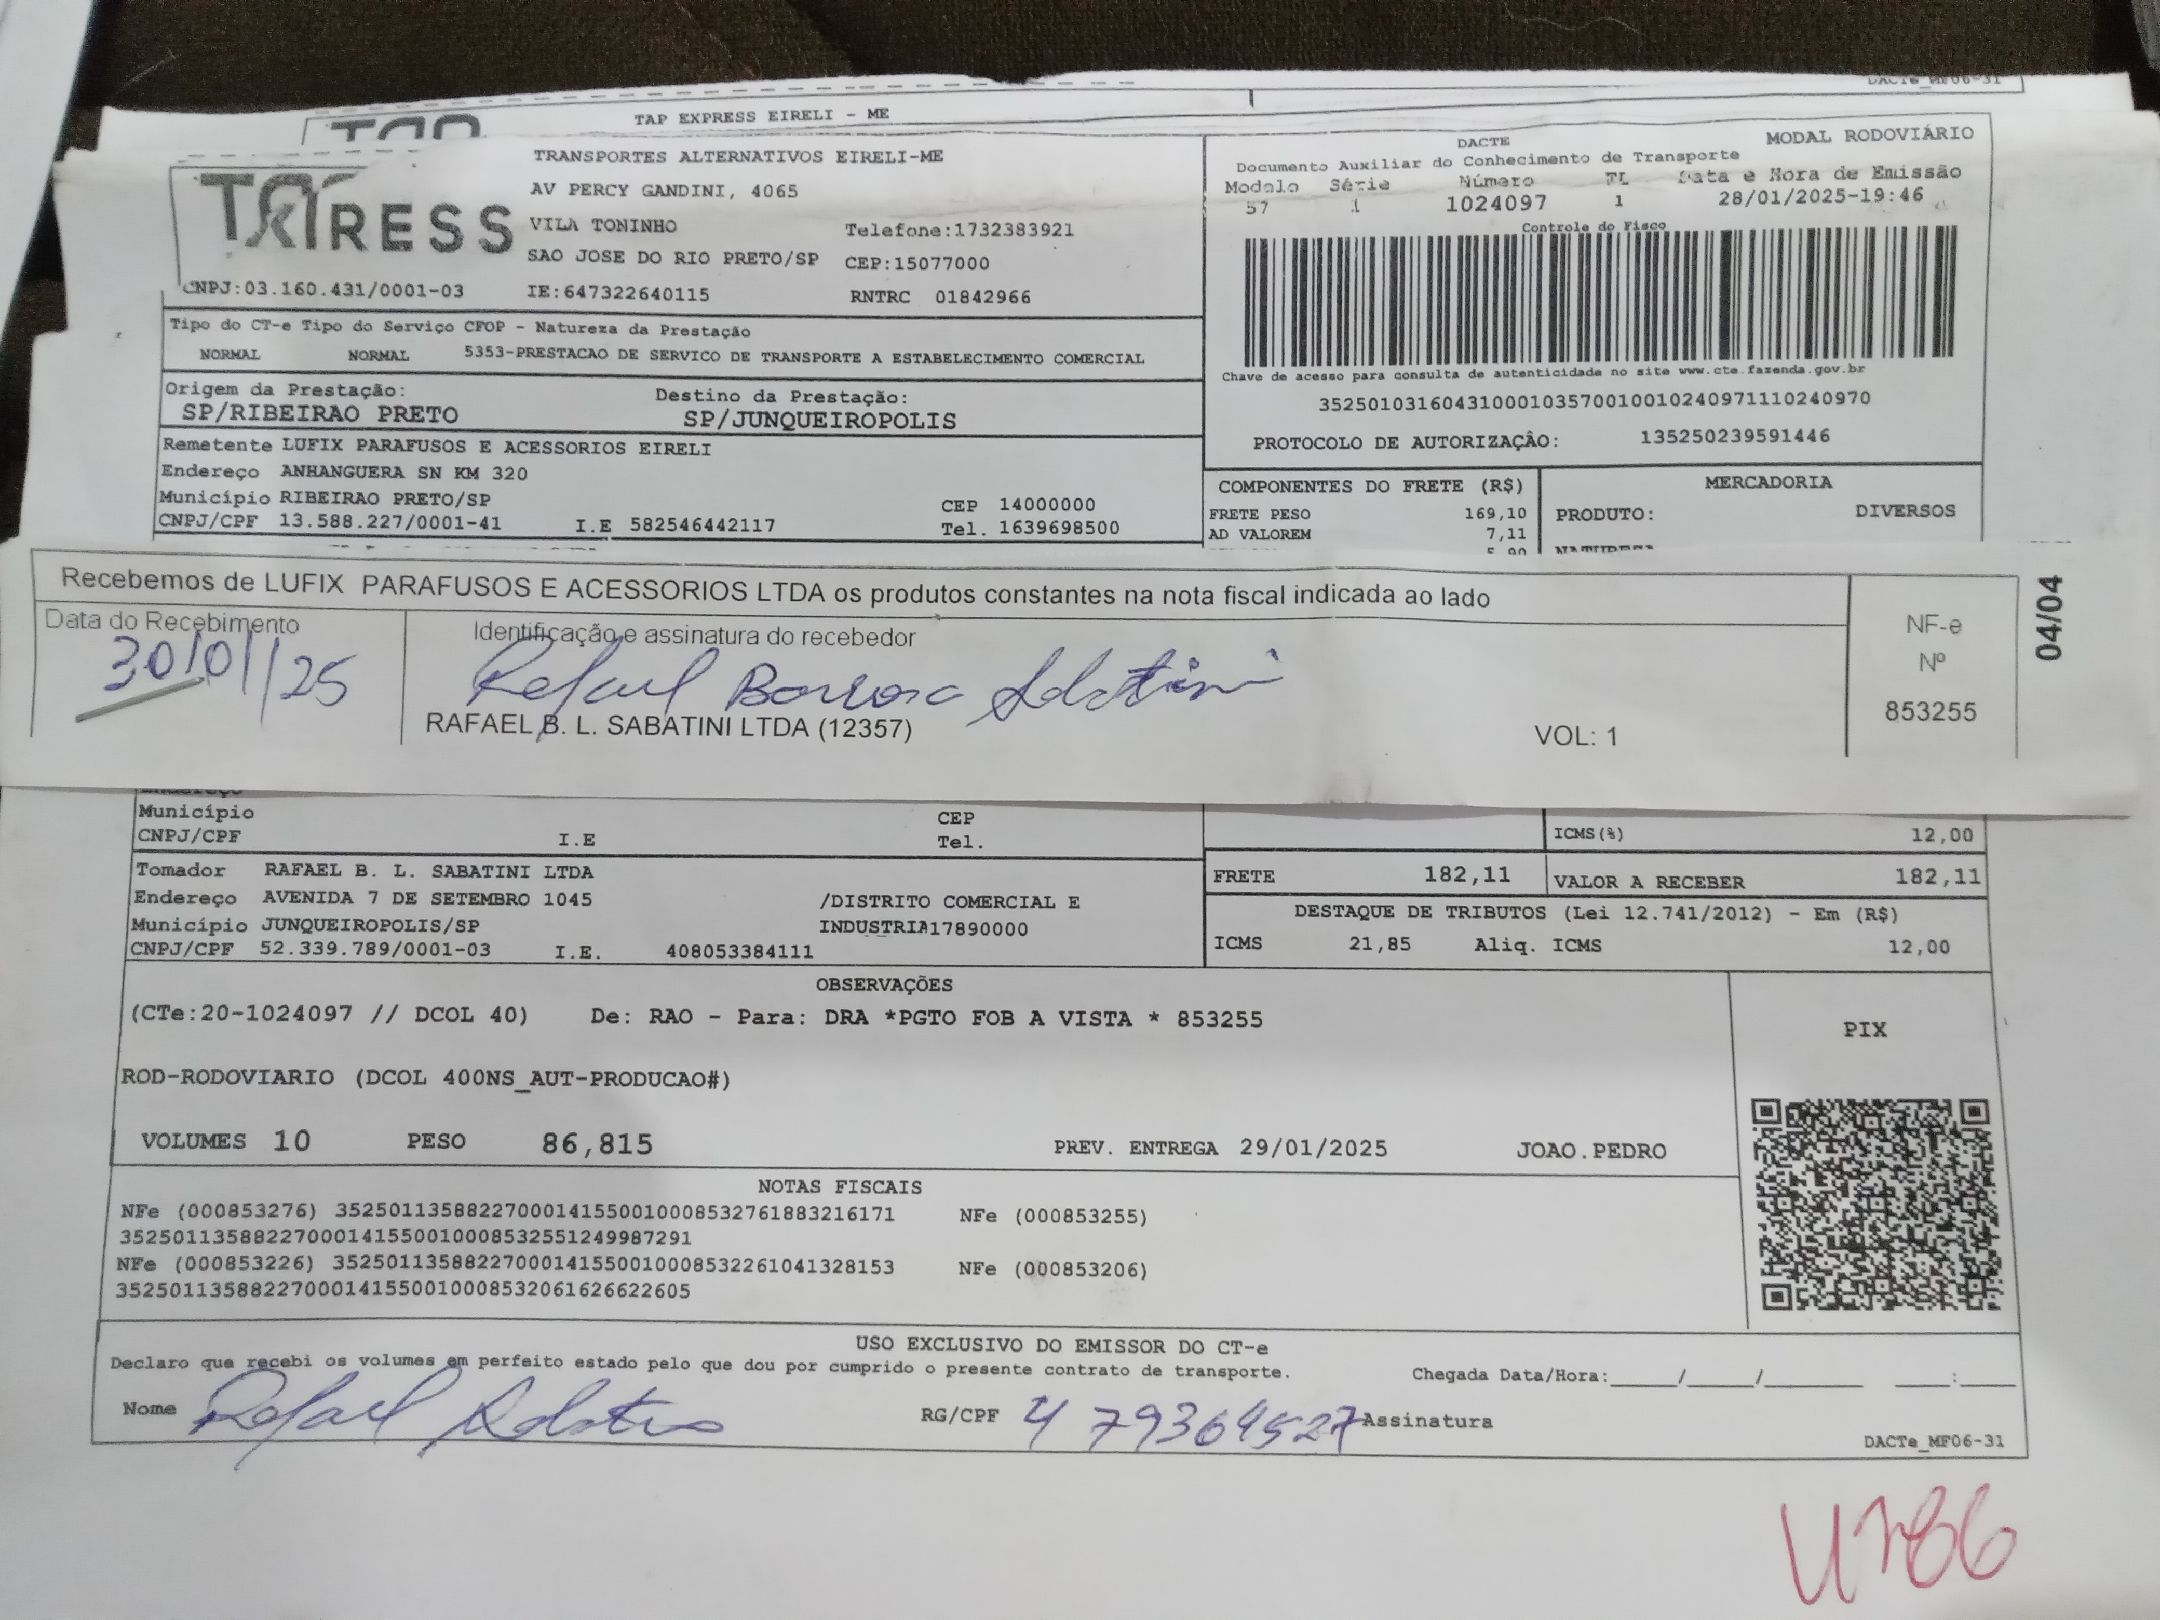 DACTe_MF06-31
TAP EXPRESS EIRELI - ME
TRANSPORTES ALTERNATIVOS EIRELI-ME
AV PERCY GANDINI, 4065
VILA TONINHO
Telefone:1732383921
SAO JOSE DO RIO PRETO/SP CEP:15077000
CNPJ:03.160.431/0001-03 IE:647322640115 RNTRC 01842966
DACTE MODAL RODOVIÁRIO
Documento Auxiliar do Conhecimento de Transporte
Modelo Série Número FL Data e Hora de Emissão
57 1 1024097 1 28/01/2025-19:46
Controle do Fisco
Chave de acesso para consulta de autenticidade no site www.cte.fazenda.gov.br
35250103160431000103570010010240971110240970
PROTOCOLO DE AUTORIZAÇÂO: 135250239591446
Tipo do CT-e Tipo do Serviço CFOP - Natureza da Prestação
NORMAL NORMAL 5353-PRESTACAO DE SERVICO DE TRANSPORTE A ESTABELECIMENTO COMERCIAL
Origem da Prestação: Destino da Prestação:
SP/RIBEIRAO PRETO SP/JUNQUEIROPOLIS
Remetente LUFIX PARAFUSOS E ACESSORIOS EIRELI
Endereço ANHANGUERA SN KM 320
Município RIBEIRAO PRETO/SP CEP 14000000
CNPJ/CPF 13.588.227/0001-41 I.E 582546442117 Tel. 1639698500
COMPONENTES DO FRETE (R$) MERCADORIA
FRETE PESO 169,10 PRODUTO: DIVERSOS
AD VALOREM 7,11
Recebemos de LUFIX PARAFUSOS E ACESSORIOS LTDA os produtos constantes na nota fiscal indicada ao lado
Data do Recebimento Identificação e assinatura do recebedor
30/01/25 Rafael Barbosa Sabatini
RAFAEL B. L. SABATINI LTDA (12357) VOL: 1
NF-e
Nº
853255
04/04
Município CEP
CNPJ/CPF I.E Tel.
ICMS(%) 12,00
Tomador RAFAEL B. L. SABATINI LTDA
Endereço AVENIDA 7 DE SETEMBRO 1045 /DISTRITO COMERCIAL E
Município JUNQUEIROPOLIS/SP INDUSTRIA17890000
CNPJ/CPF 52.339.789/0001-03 I.E. 408053384111
FRETE 182,11 VALOR A RECEBER 182,11
DESTAQUE DE TRIBUTOS (Lei 12.741/2012) - Em (R$)
ICMS 21,85 Aliq. ICMS 12,00
OBSERVAÇÕES
(CTe:20-1024097 // DCOL 40) De: RAO - Para: DRA *PGTO FOB A VISTA * 853255
ROD-RODOVIARIO (DCOL 400NS_AUT-PRODUCAO#)
PIX
VOLUMES 10 PESO 86,815 PREV. ENTREGA 29/01/2025 JOAO.PEDRO
NOTAS FISCAIS
NFe (000853276) 35250113588227000141550010008532761883216171 NFe (000853255)
35250113588227000141550010008532551249987291
NFe (000853226) 35250113588227000141550010008532261041328153 NFe (000853206)
35250113588227000141550010008532061626622605
USO EXCLUSIVO DO EMISSOR DO CT-e
Declaro que recebi os volumes em perfeito estado pelo que dou por cumprido o presente contrato de transporte.
Chegada Data/Hora:_____/_____/________ ____:____
Nome Rafael Sabatini RG/CPF 4793694527 Assinatura
DACTe_MF06-31